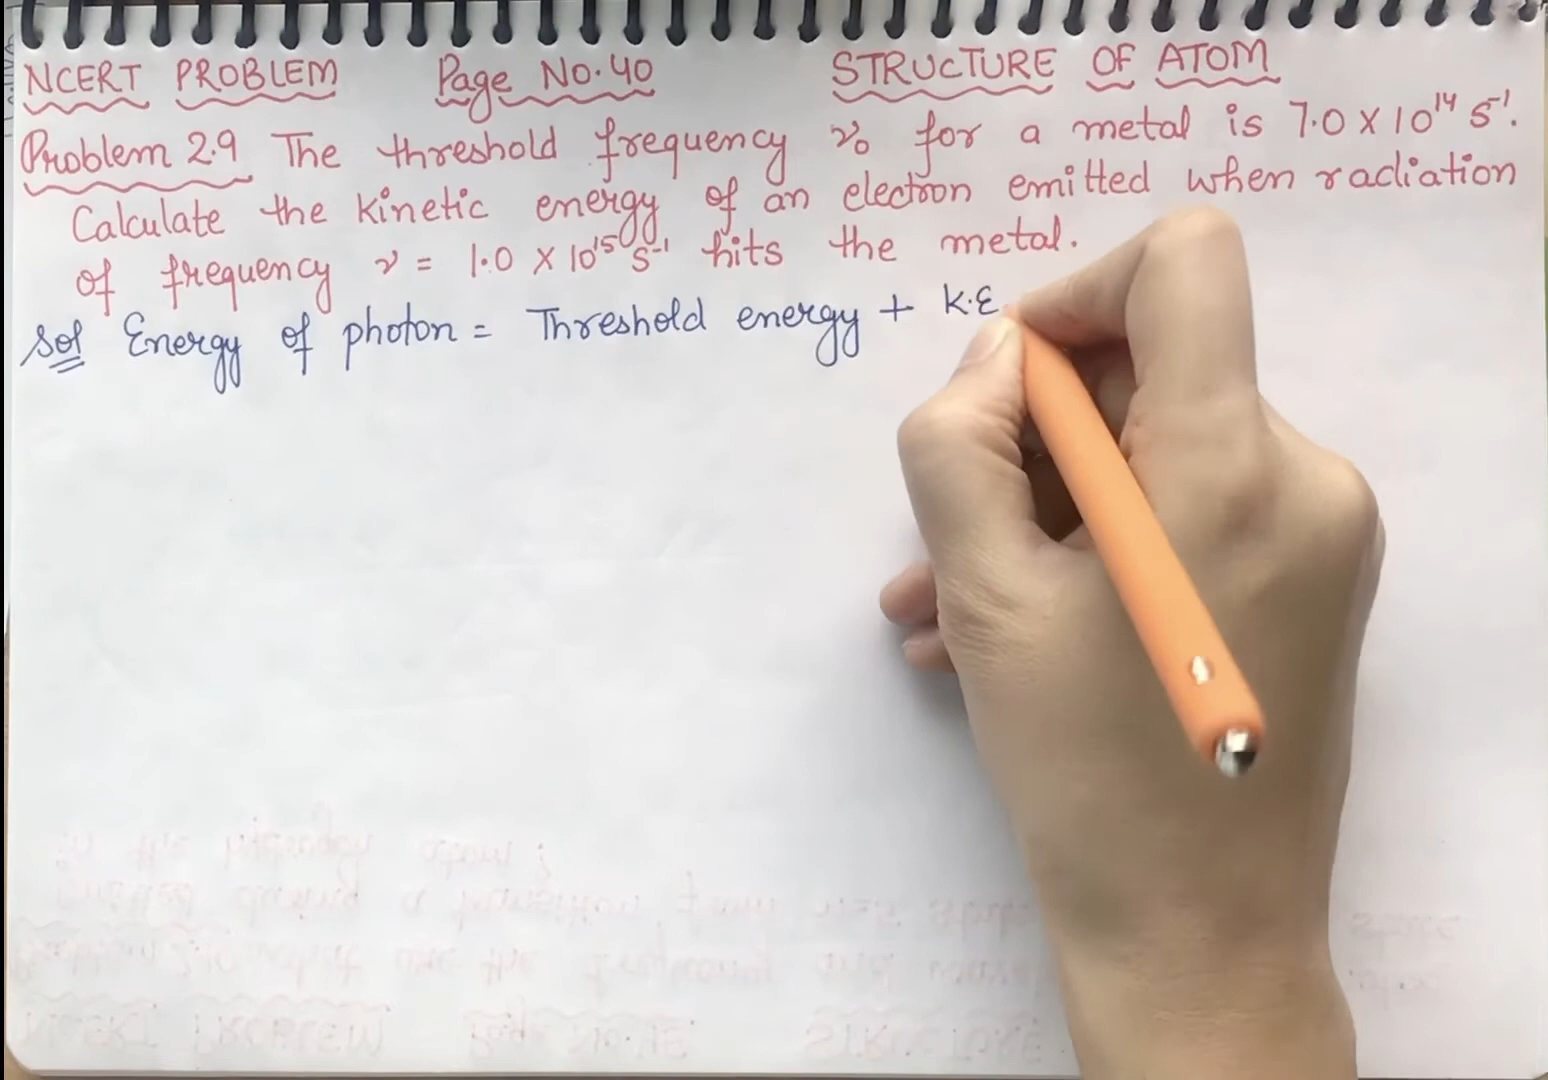 NCERT PROBLEM Page No. 40 STRUCTURE OF ATOM
Problem 2.9 The threshold frequency ν₀ for a metal is 7.0 × 10¹⁴ s⁻¹.
Calculate the kinetic energy of an electron emitted when radiation
of frequency ν = 1.0 × 10¹⁵ s⁻¹ hits the metal.
Sol Energy of photon = Threshold energy + K.E